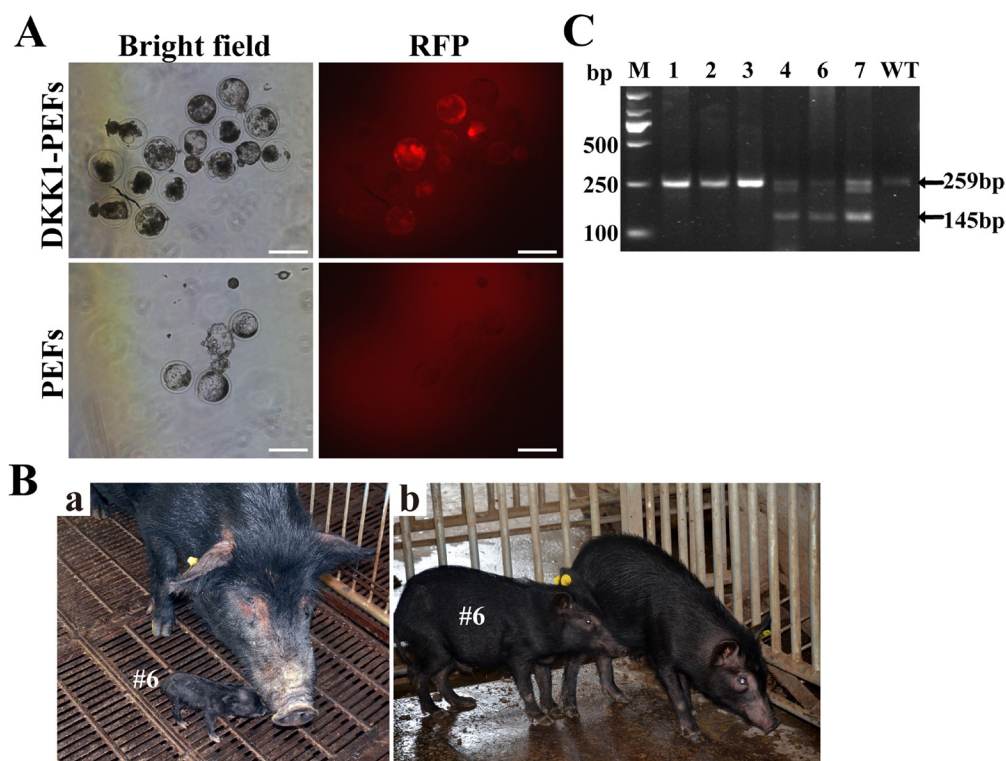 A
Bright field
RFP
DKK1-PEFs
PEFs
C
bp M 1 2 3 4 6 7 WT
500
250
100
259bp
145bp
B
a
#6
b
#6